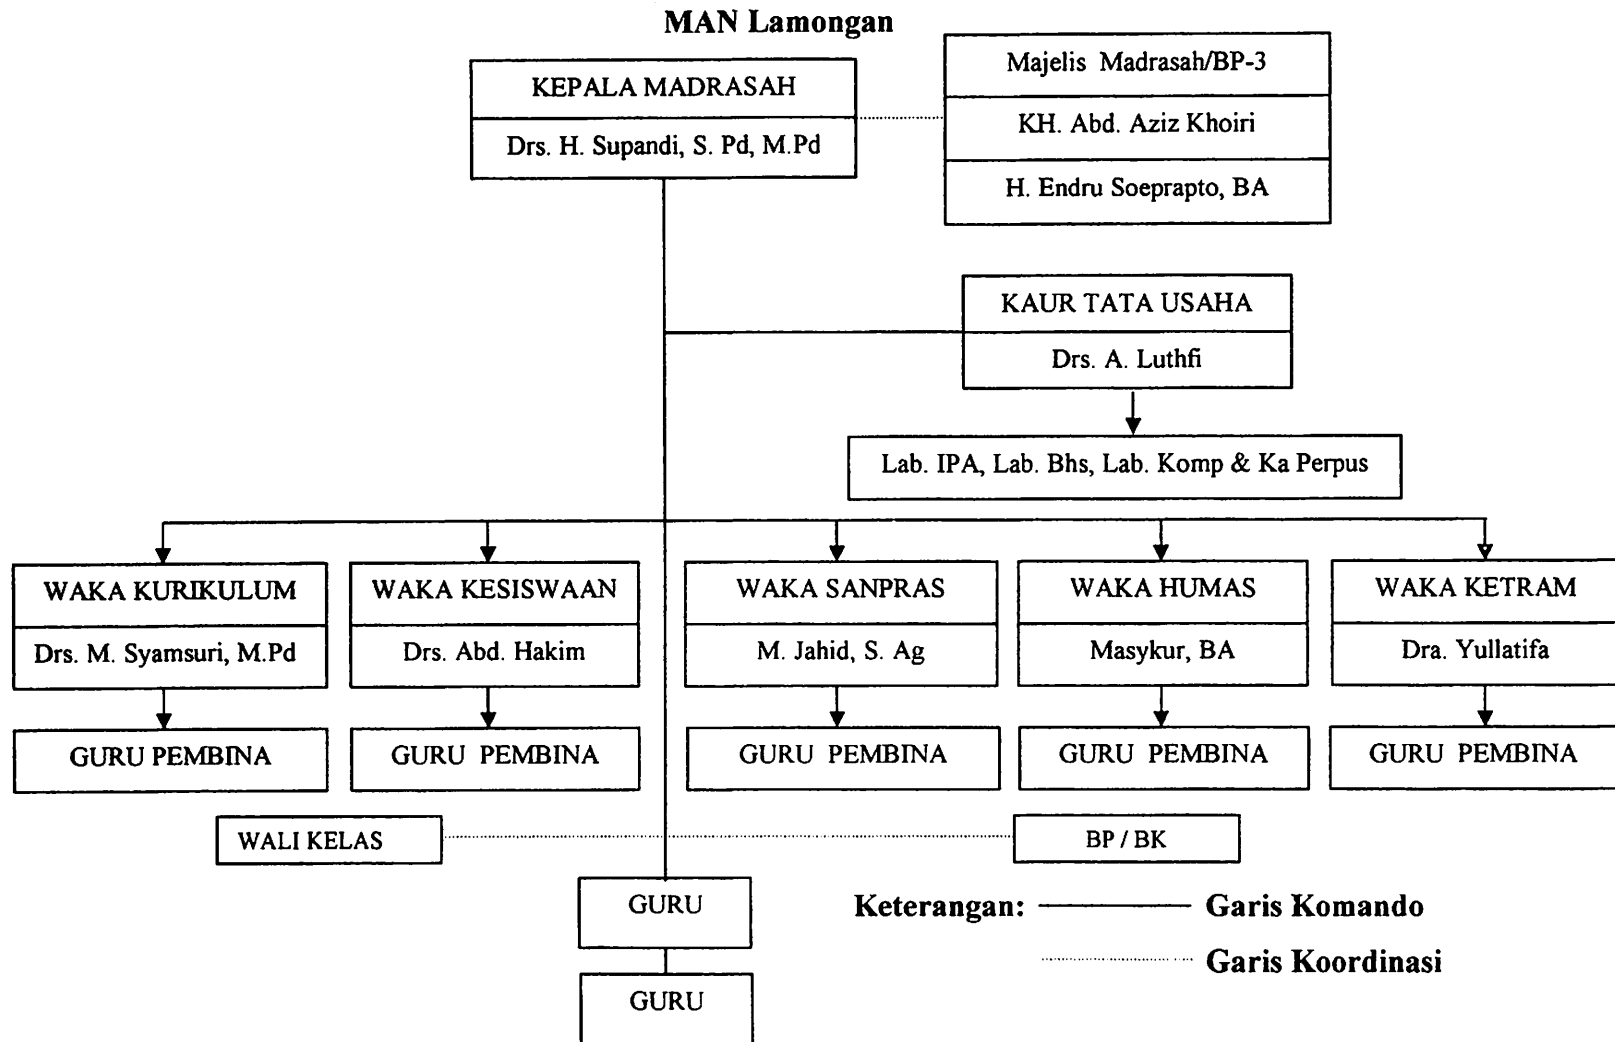 MAN Lamongan
KEPALA MADRASAH
Drs. H. Supandi, S. Pd, M.Pd
Majelis Madrasah/BP-3
KH. Abd. Aziz Khoiri
H. Endru Soeprapto, BA
KAUR TATA USAHA
Drs. A. Luthfi
Lab. IPA, Lab. Bhs, Lab. Komp & Ka Perpus
WAKA KURIKULUM
Drs. M. Syamsuri, M.Pd
GURU PEMBINA
WAKA KESISWAAN
Drs. Abd. Hakim
GURU PEMBINA
WAKA SANPRAS
M. Jahid, S. Ag
GURU PEMBINA
WAKA HUMAS
Masykur, BA
GURU PEMBINA
WAKA KETRAM
Dra. Yullatifa
GURU PEMBINA
WALI KELAS
BP / BK
GURU
GURU
Keterangan: Garis Komando
Garis Koordinasi